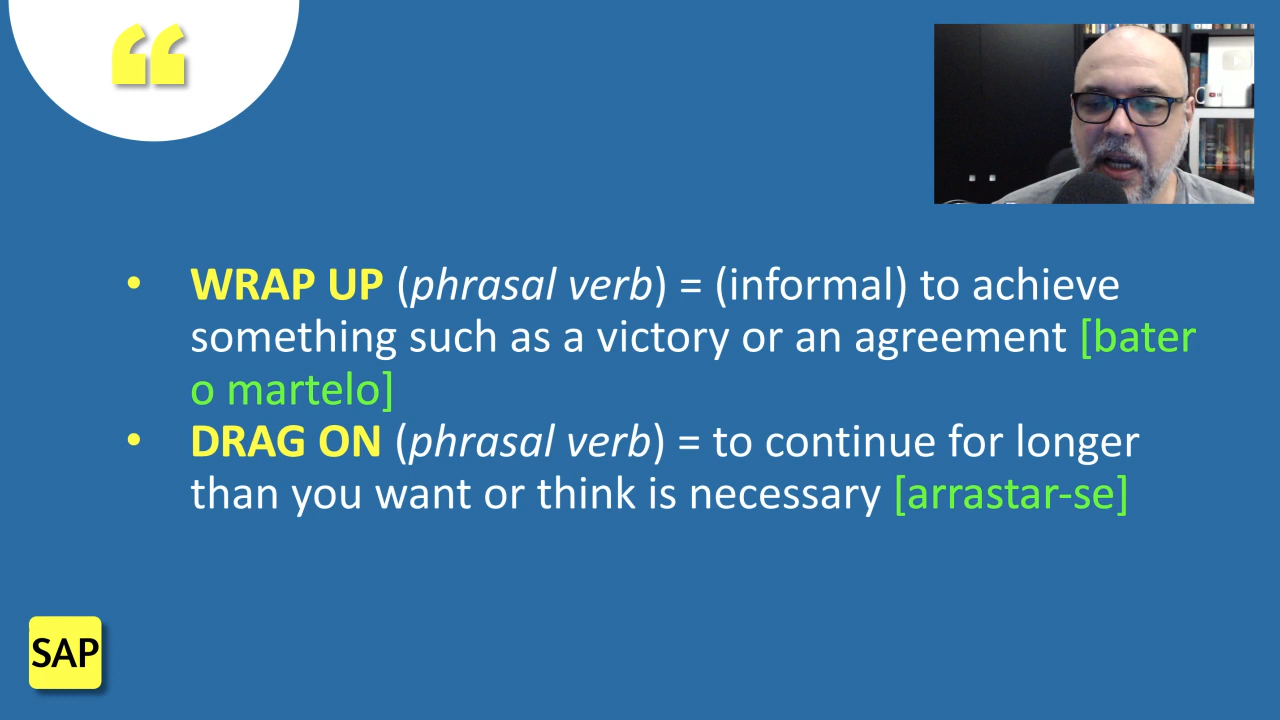 “
• WRAP UP (phrasal verb) = (informal) to achieve
something such as a victory or an agreement [bater
o martelo]
• DRAG ON (phrasal verb) = to continue for longer
than you want or think is necessary [arrastar-se]
SAP